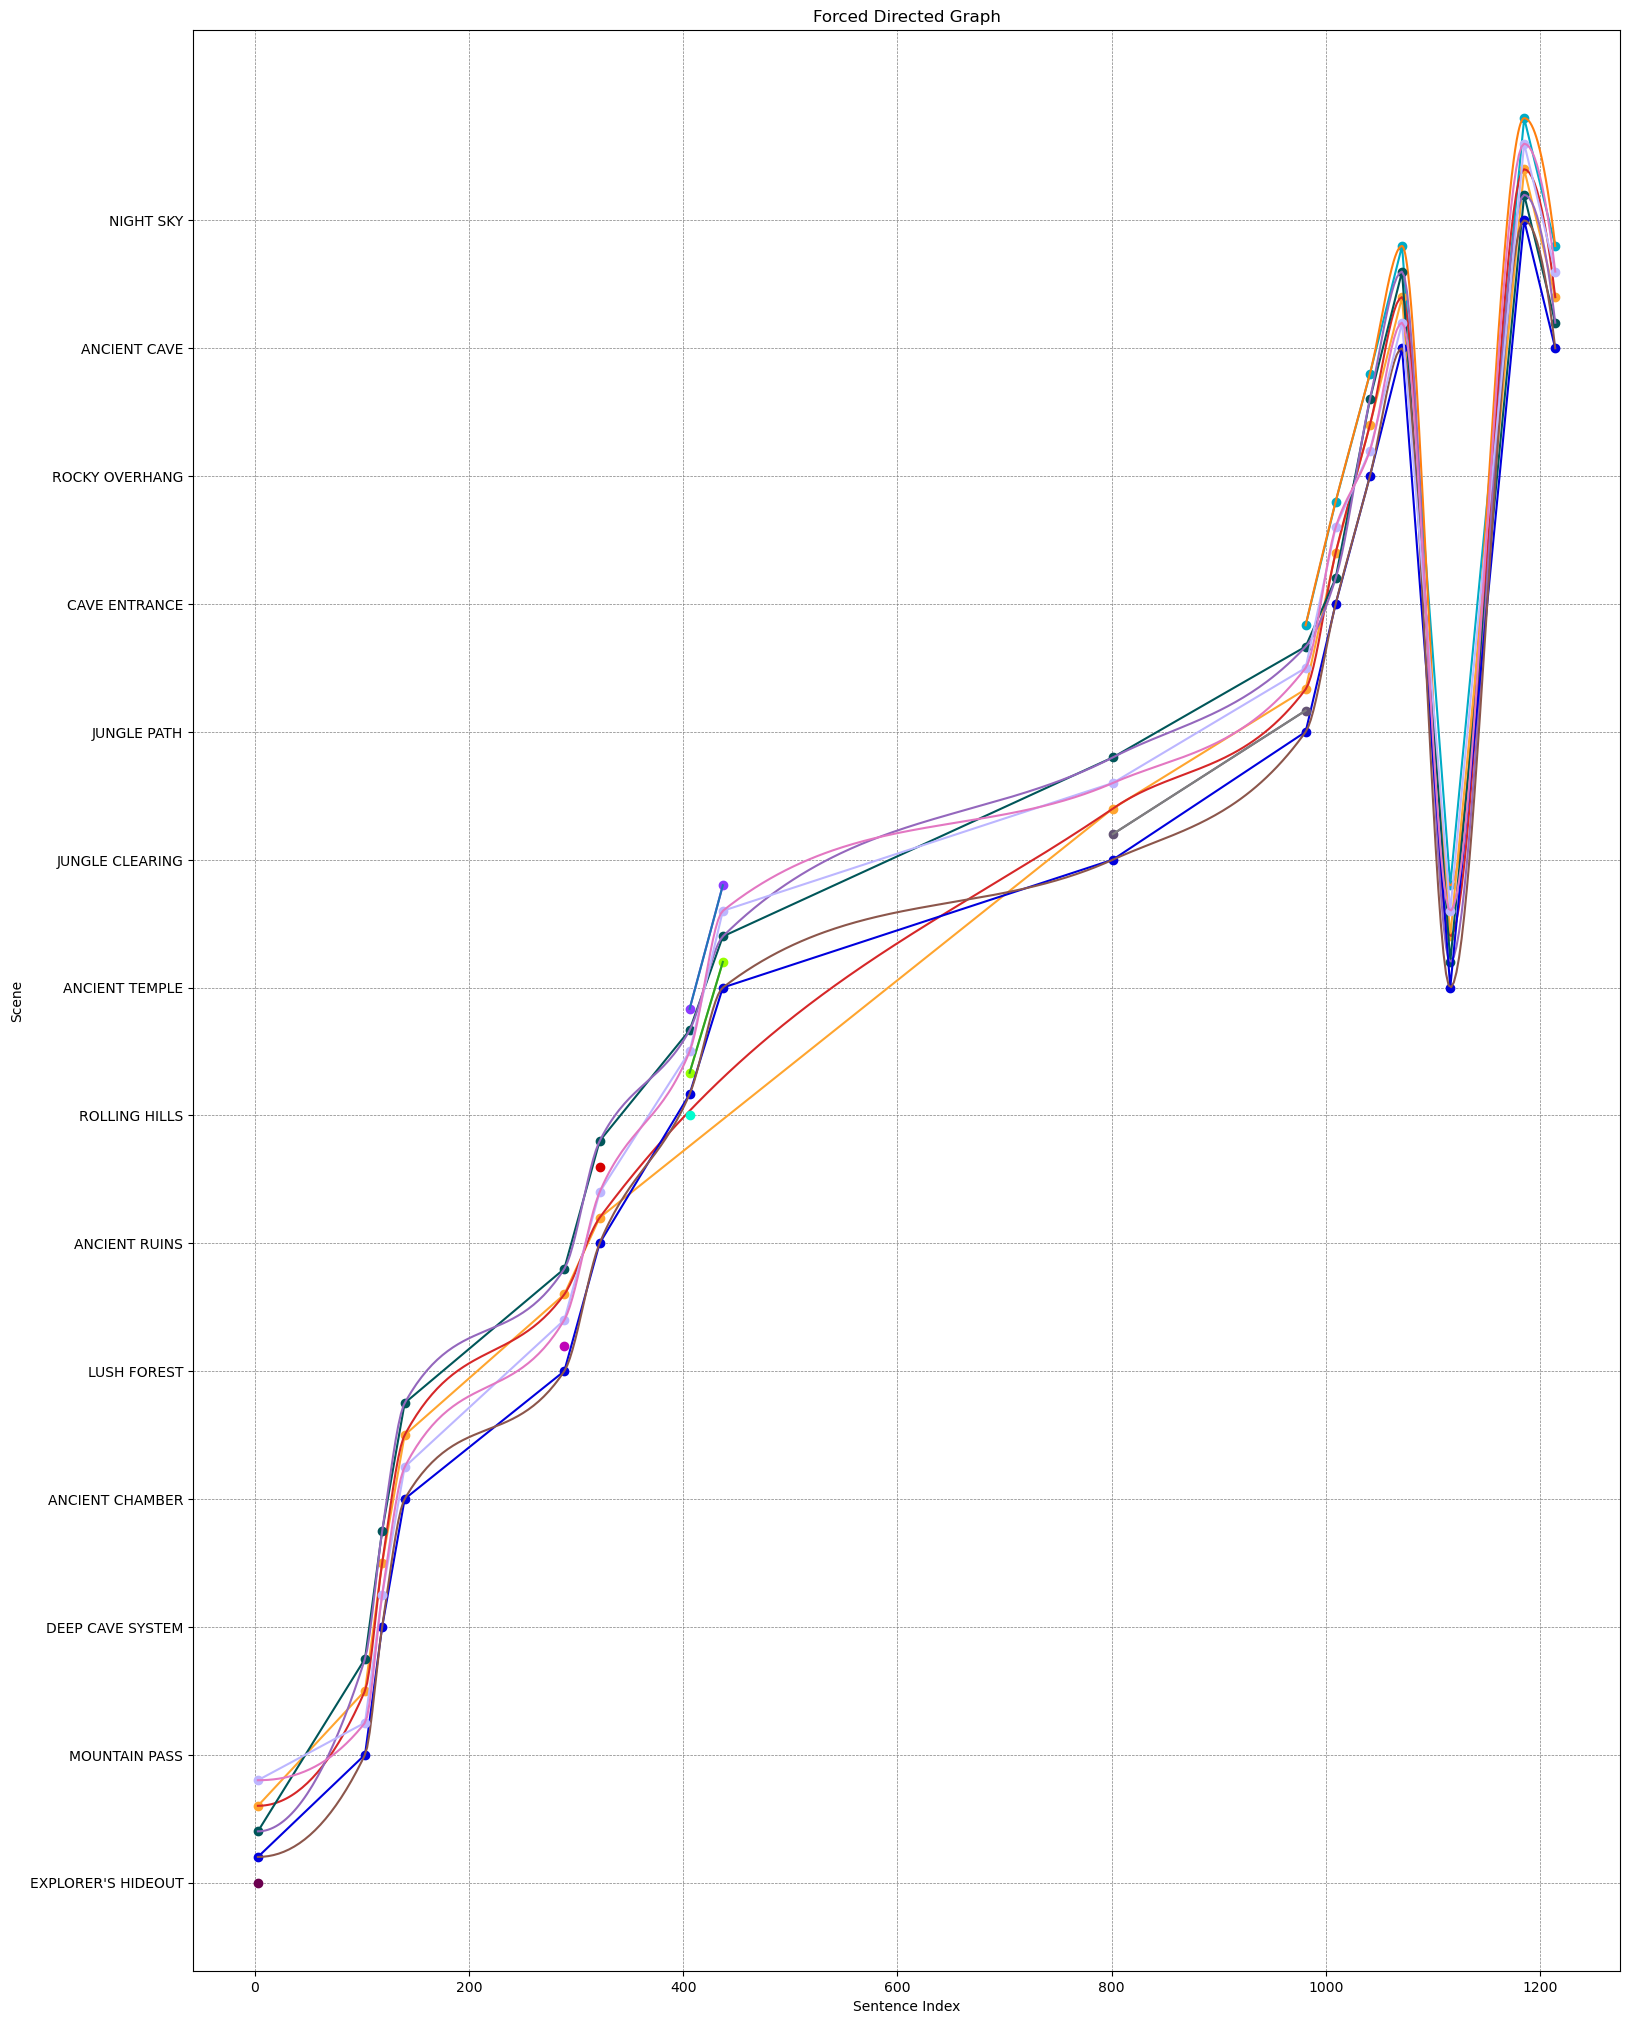 Forced Directed Graph
Scene
NIGHT SKY
ANCIENT CAVE
ROCKY OVERHANG
CAVE ENTRANCE
JUNGLE PATH
JUNGLE CLEARING
ANCIENT TEMPLE
ROLLING HILLS
ANCIENT RUINS
LUSH FOREST
ANCIENT CHAMBER
DEEP CAVE SYSTEM
MOUNTAIN PASS
EXPLORER'S HIDEOUT
0 200 400 600 800 1000 1200
Sentence Index